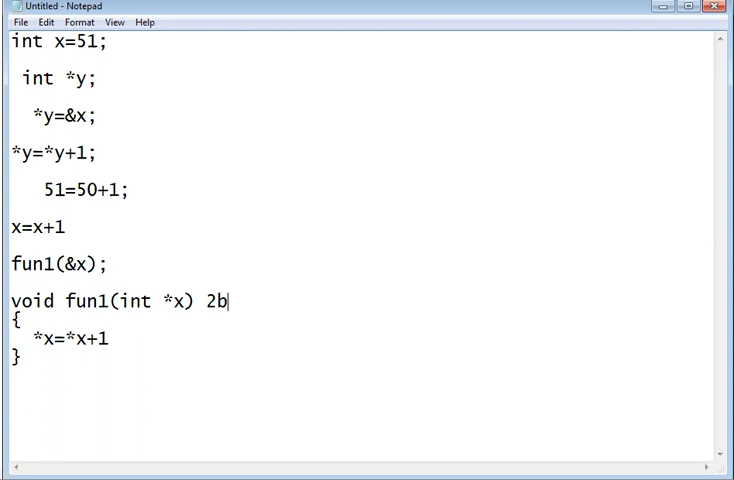 Untitled - Notepad
File Edit Format View Help
int x=51;
int *y;
*y=&x;
*y=*y+1;
51=50+1;
x=x+1
fun1(&x);
void fun1(int *x) 2b
{
*x=*x+1
}